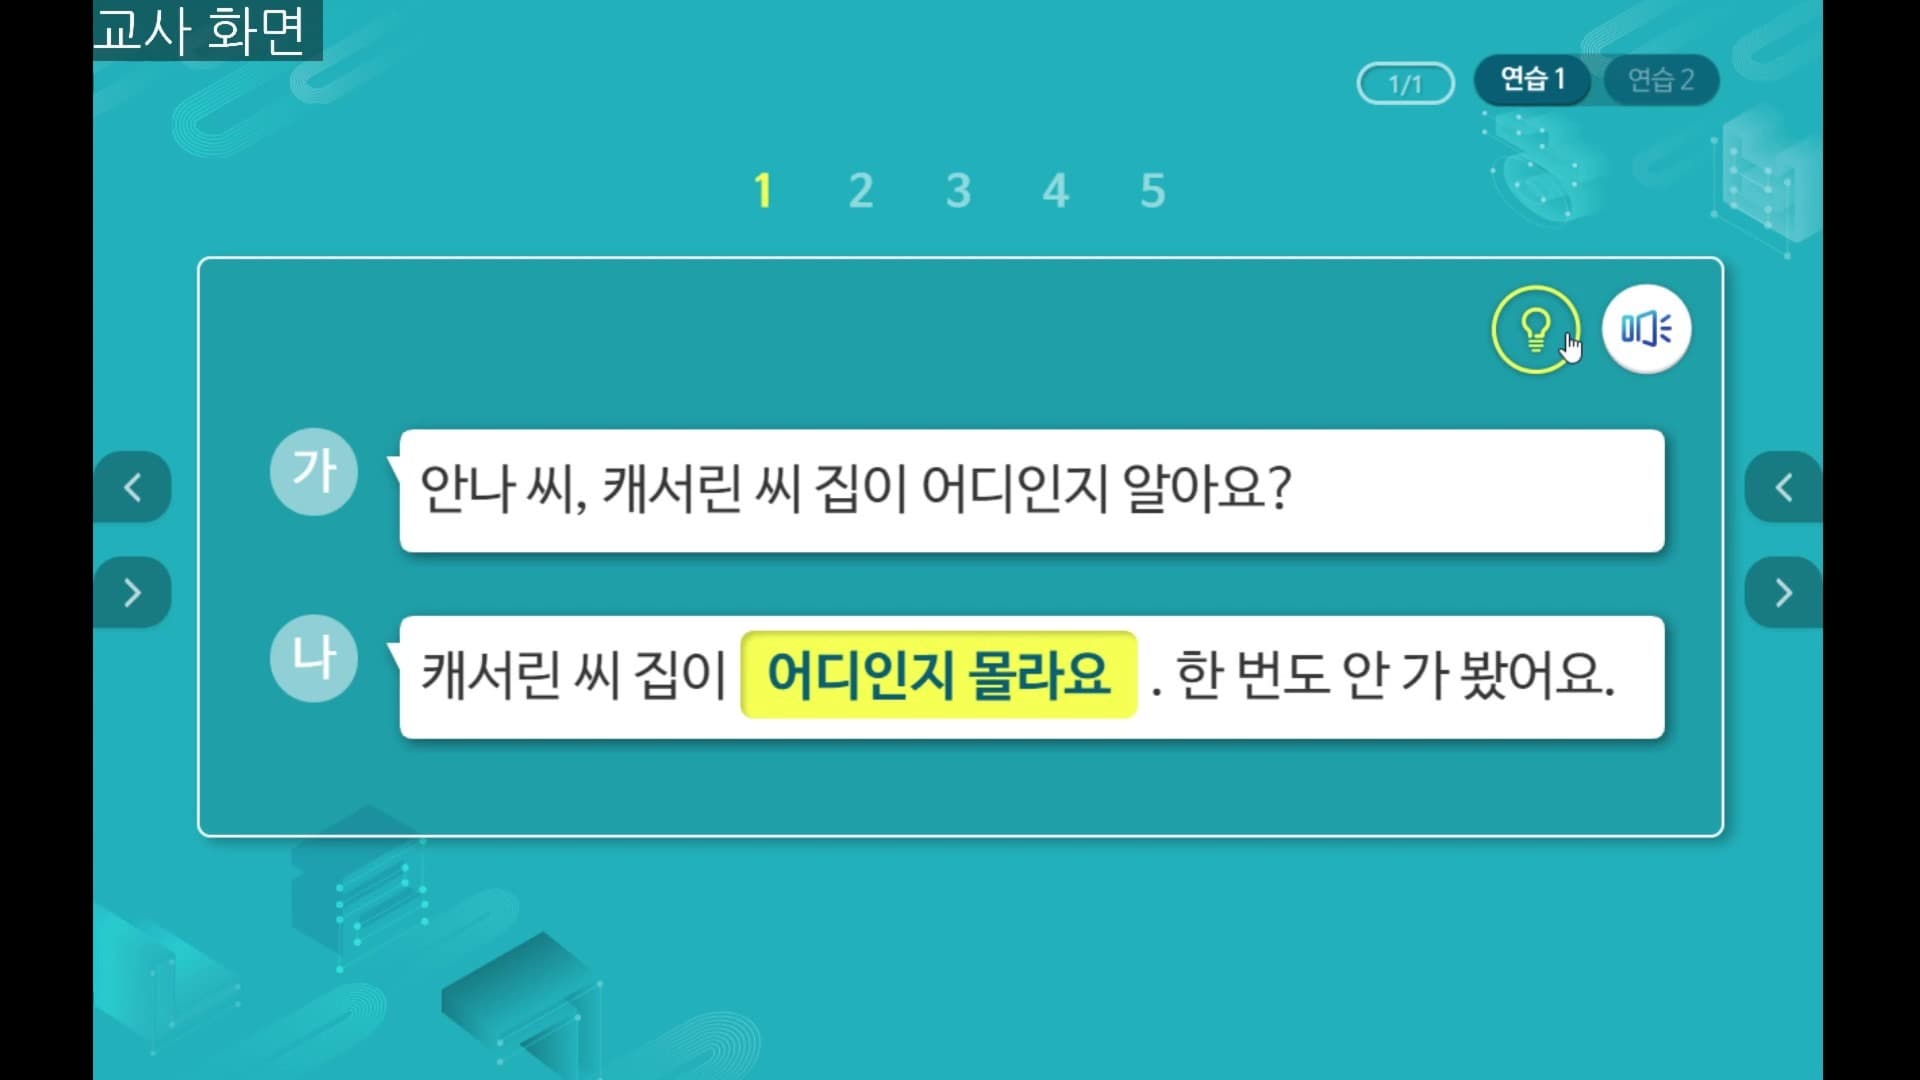 교사 화면
1/1 연습 1 연습 2
1 2 3 4 5
가 안나 씨, 캐서린 씨 집이 어디인지 알아요?
나 캐서린 씨 집이 어디인지 몰라요 . 한 번도 안 가 봤어요.